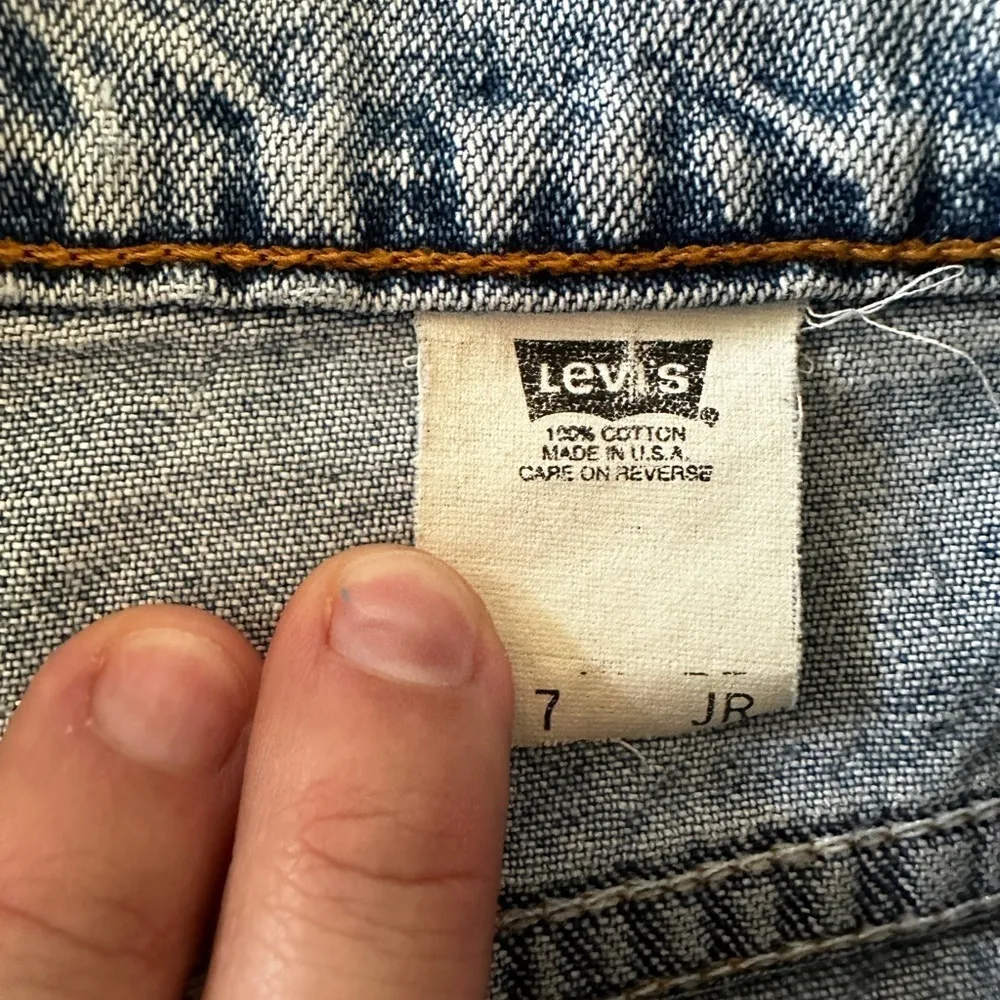 Levi's
100% COTTON
MADE IN U.S.A.
CARE ON REVERSE
7 JR